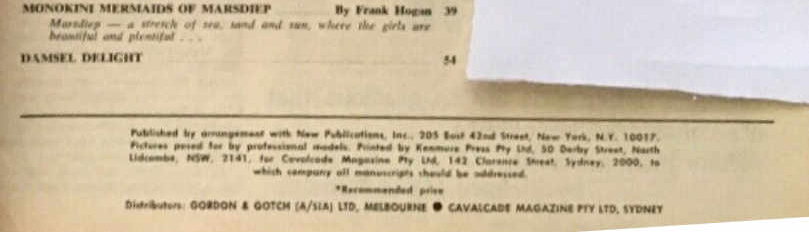 MONOKINI MERMAIDS OF MARSDIEP By Frank Hogan 39
Marsdiep — a stretch of sea, sand and sun, where the girls are
beautiful and plentiful . . .
DAMSEL DELIGHT 54
Published by arrangement with New Publications, Inc., 205 East 42nd Street, New York, N.Y. 10017.
Pictures posed for by professional models. Printed by Kenmure Press Pty Ltd, 50 Derby Street, North
Lidcombe, NSW, 2141, for Cavalcade Magazine Pty Ltd, 142 Clarence Street, Sydney, 2000, to
which company all manuscripts should be addressed.
*Recommended price
Distributors: GORDON & GOTCH (A/SIA) LTD, MELBOURNE ● CAVALCADE MAGAZINE PTY LTD, SYDNEY